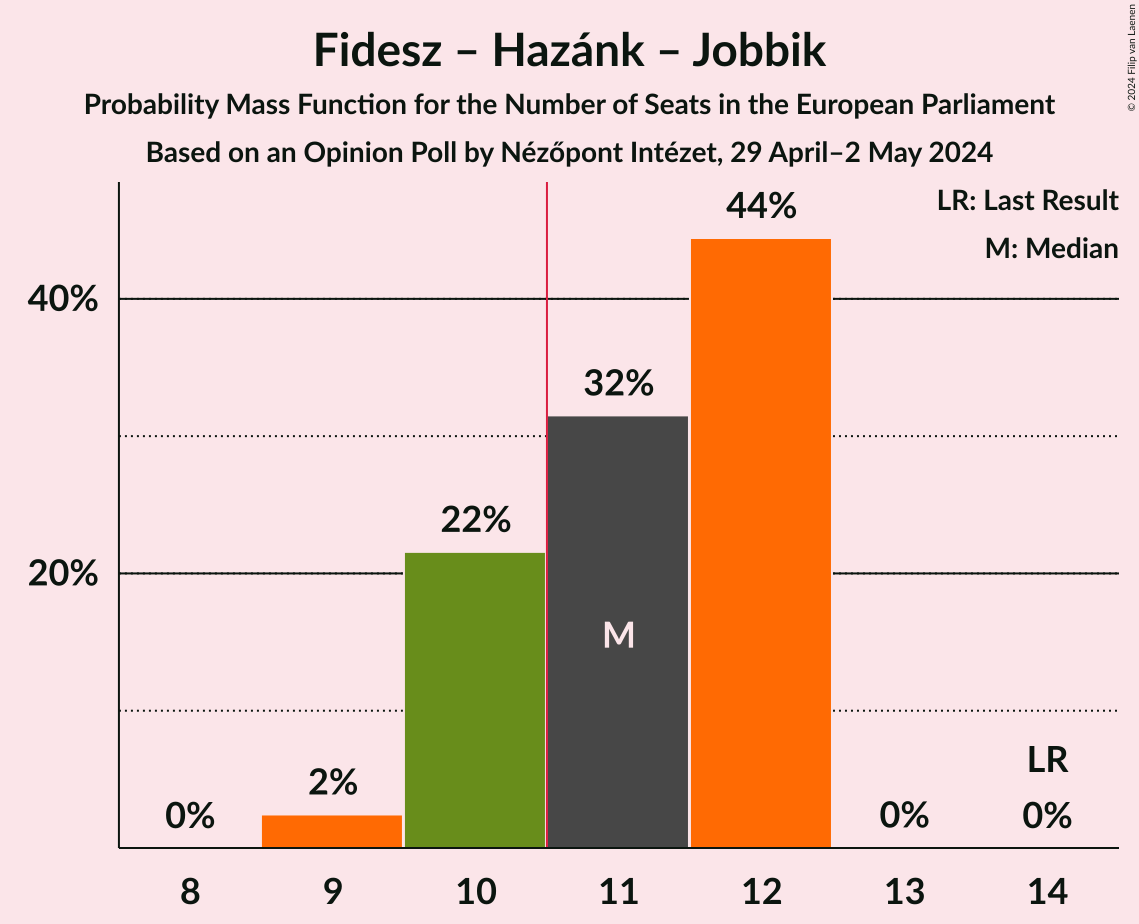 Fidesz – Hazánk – Jobbik
Probability Mass Function for the Number of Seats in the European Parliament
Based on an Opinion Poll by Nézőpont Intézet, 29 April–2 May 2024
© 2024 Filip van Laenen
LR: Last Result
M: Median
44%
40%
32%
22%
20%
M
LR
2%
0%
0%
0%
8 9 10 11 12 13 14